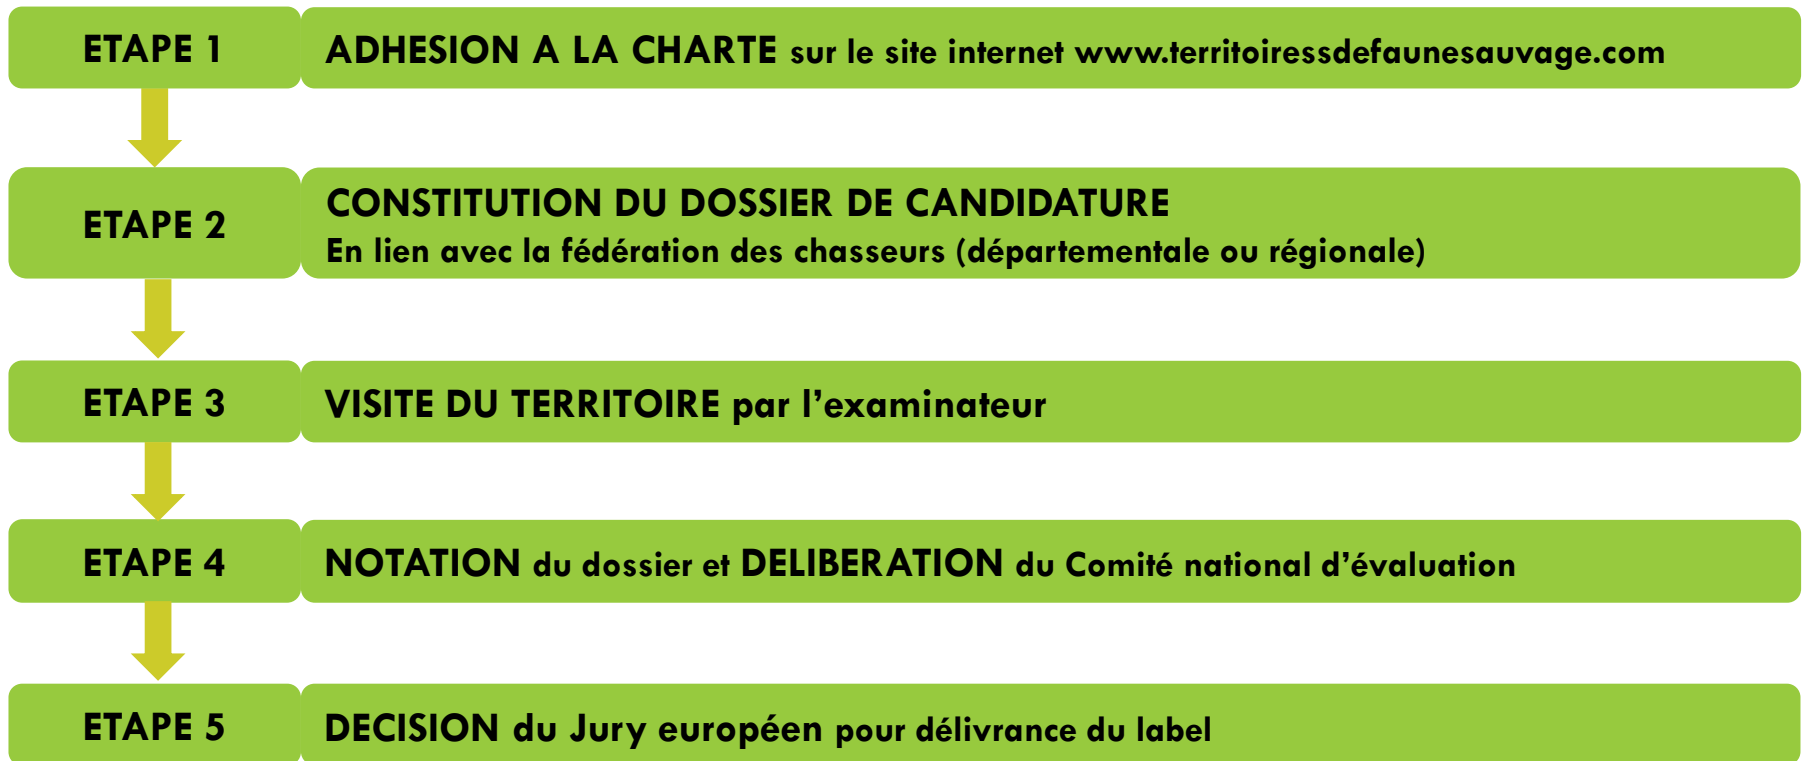 ETAPE 1
ADHESION A LA CHARTE sur le site internet www.territoiressdefaunesauvage.com
ETAPE 2
CONSTITUTION DU DOSSIER DE CANDIDATURE
En lien avec la fédération des chasseurs (départementale ou régionale)
ETAPE 3
VISITE DU TERRITOIRE par l’examinateur
ETAPE 4
NOTATION du dossier et DELIBERATION du Comité national d’évaluation
ETAPE 5
DECISION du Jury européen pour délivrance du label